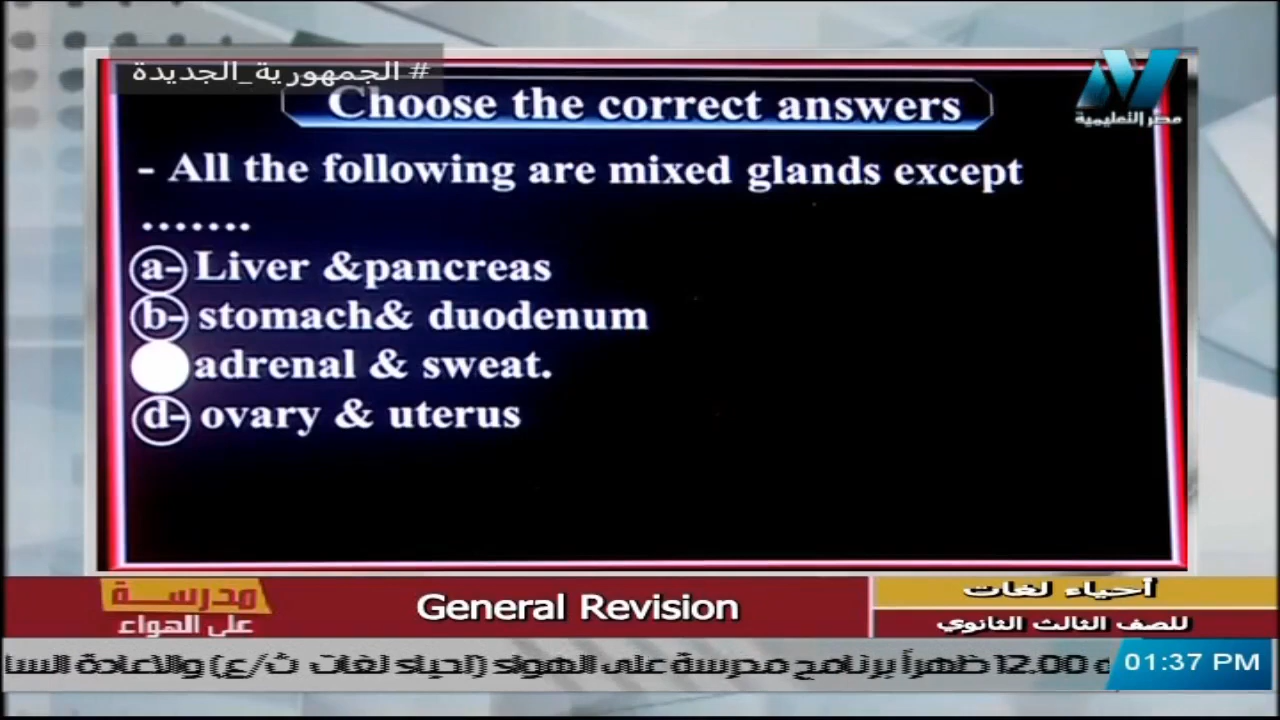 # الجمهورية_الجديدة
Choose the correct answers
مصر التعليمية
- All the following are mixed glands except
.......
a- Liver &pancreas
b- stomach& duodenum
adrenal & sweat.
d- ovary & uterus
مدرسة
على الهواء
General Revision
أحياء لغات
للصف الثالث الثانوي
12.00 ظهراً برنامج مدرسة على الهواء (احياء لغات ث/ع) والاعادة
01:37 PM